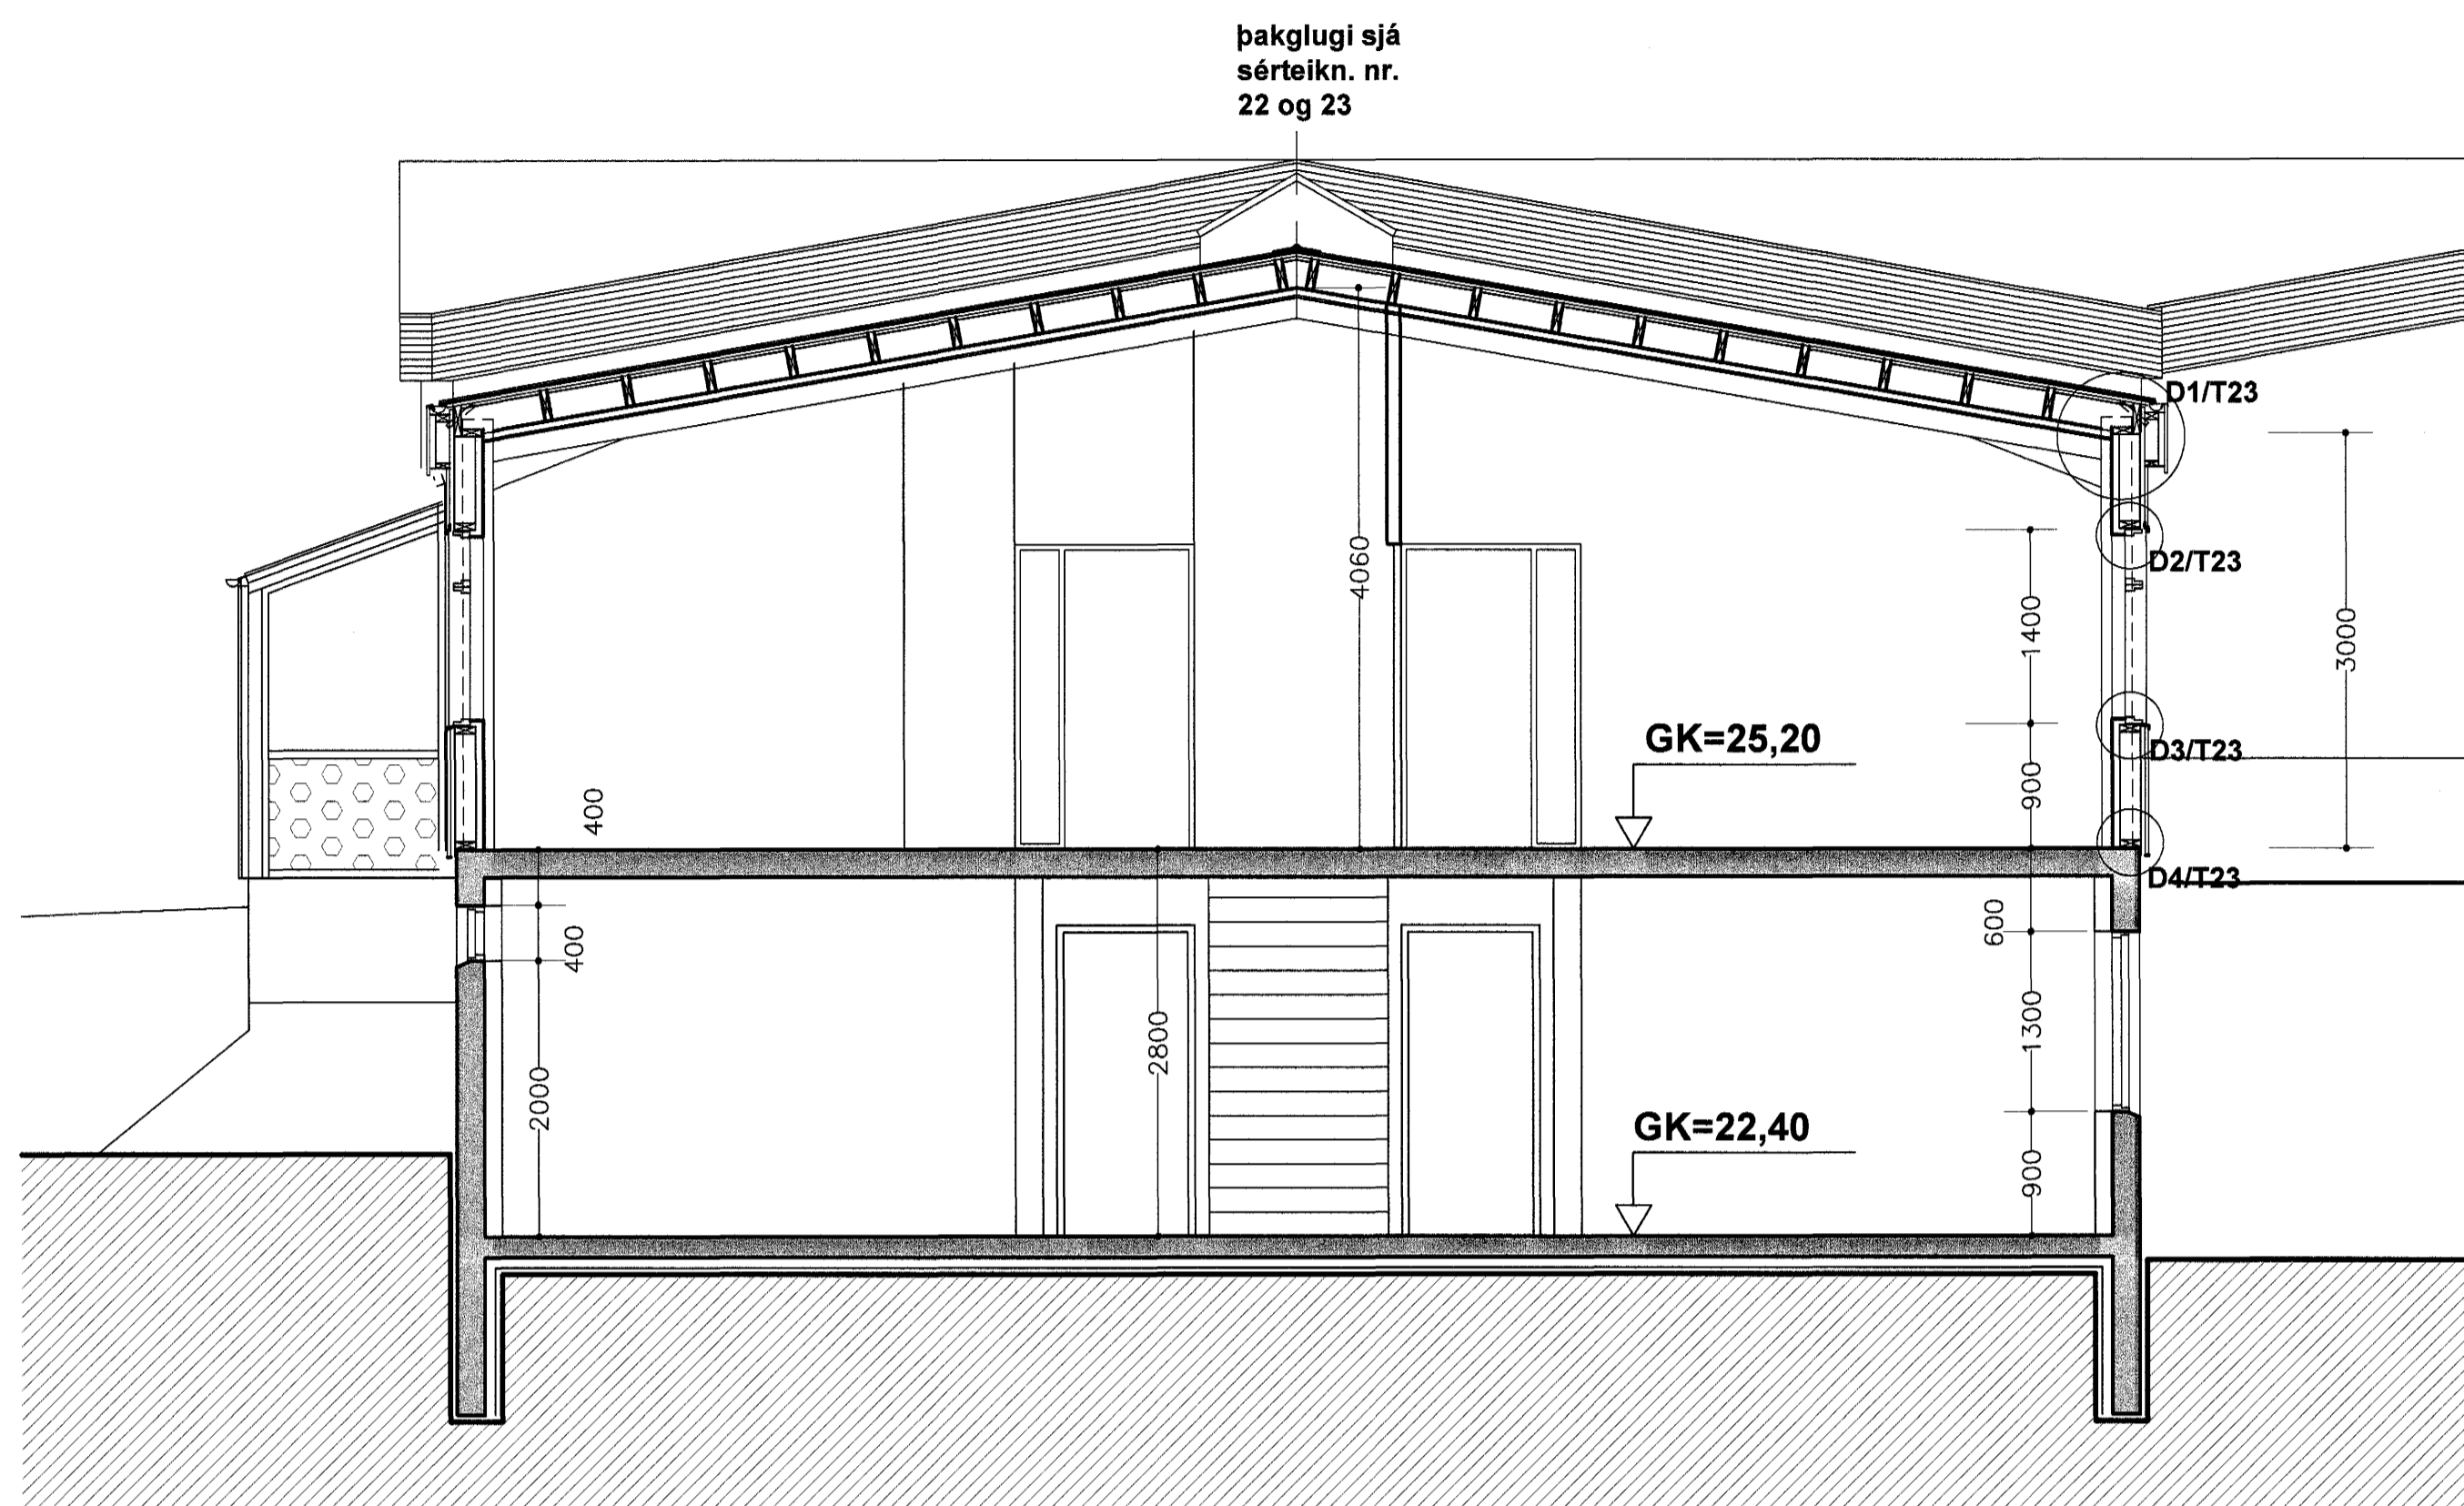 þakglugi sjá
sérteikn. nr.
22 og 23
D1/T23
D2/T23
4060
1400
3000
GK=25,20
D3/T23
900
400
D4/T23
600
400
1300
2800
2000
GK=22,40
900